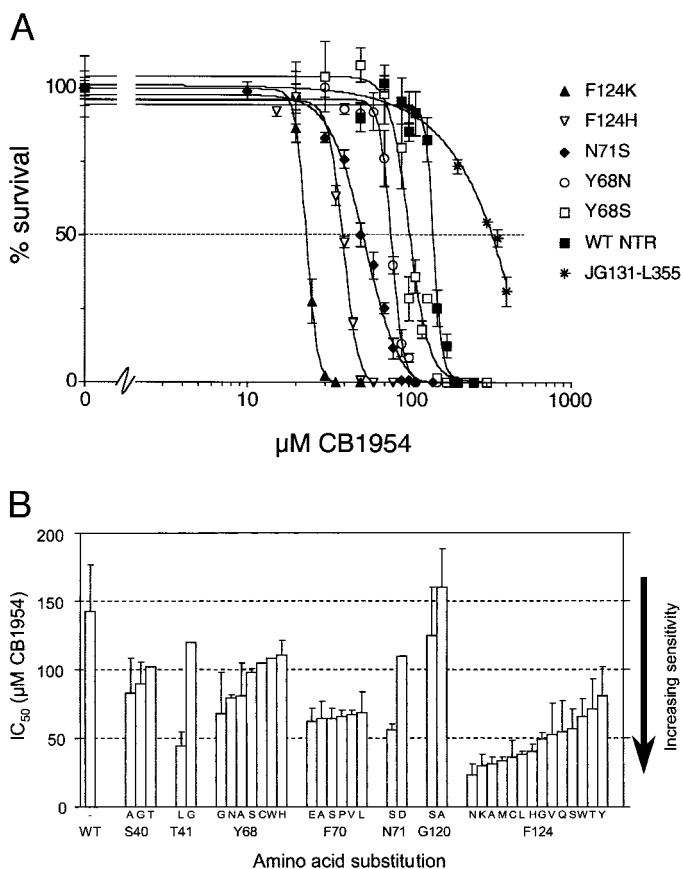 A
% survival
100
50
0
0
10
100
1000
µM CB1954
F124K
F124H
N71S
Y68N
Y68S
WT NTR
JG131-L355
B
IC50 (µM CB1954)
200
150
100
50
0
- A G T L G G N A S C W H E A S P V L S D S A N K A M C L H G V Q S W T Y
WT S40 T41 Y68 F70 N71 G120 F124
Amino acid substitution
Increasing sensitivity